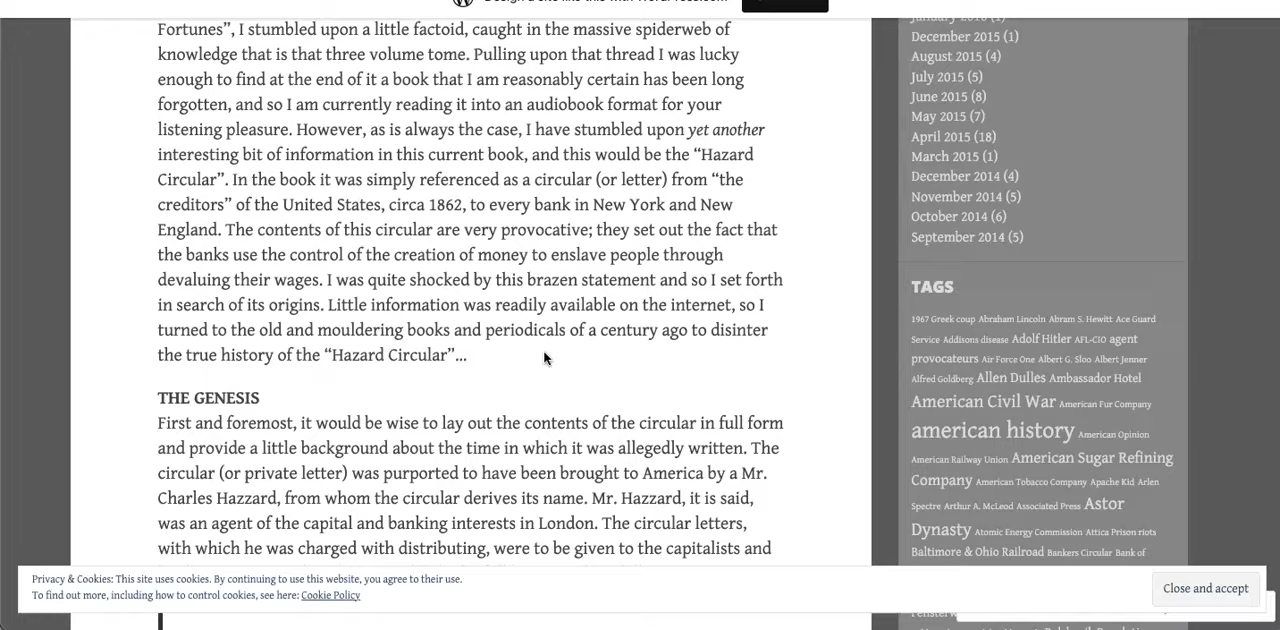 Fortunes”, I stumbled upon a little factoid, caught in the massive spiderweb of
knowledge that is that three volume tome. Pulling upon that thread I was lucky
enough to find at the end of it a book that I am reasonably certain has been long
forgotten, and so I am currently reading it into an audiobook format for your
listening pleasure. However, as is always the case, I have stumbled upon yet another
interesting bit of information in this current book, and this would be the “Hazard
Circular”. In the book it was simply referenced as a circular (or letter) from “the
creditors” of the United States, circa 1862, to every bank in New York and New
England. The contents of this circular are very provocative; they set out the fact that
the banks use the control of the creation of money to enslave people through
devaluing their wages. I was quite shocked by this brazen statement and so I set forth
in search of its origins. Little information was readily available on the internet, so I
turned to the old and mouldering books and periodicals of a century ago to disinter
the true history of the “Hazard Circular”...
THE GENESIS
First and foremost, it would be wise to lay out the contents of the circular in full form
and provide a little background about the time in which it was allegedly written. The
circular (or private letter) was purported to have been brought to America by a Mr.
Charles Hazzard, from whom the circular derives its name. Mr. Hazzard, it is said,
was an agent of the capital and banking interests in London. The circular letters,
with which he was charged with distributing, were to be given to the capitalists and
December 2015 (1)
August 2015 (4)
July 2015 (5)
June 2015 (8)
May 2015 (7)
April 2015 (18)
March 2015 (1)
December 2014 (4)
November 2014 (5)
October 2014 (6)
September 2014 (5)
TAGS
1967 Greek coup Abraham Lincoln Abram S. Hewitt Ace Guard
Service Addisons disease Adolf Hitler AFL-CIO agent
provocateurs Air Force One Albert G. Sloo Albert Jenner
Alfred Goldberg Allen Dulles Ambassador Hotel
American Civil War American Fur Company
american history American Opinion
American Railway Union American Sugar Refining
Company American Tobacco Company Apache Kid Arlen
Spectre Arthur A. McLeod Associated Press Astor
Dynasty Atomic Energy Commission Attica Prison riots
Baltimore & Ohio Railroad Bankers Circular Bank of
Privacy & Cookies: This site uses cookies. By continuing to use this website, you agree to their use.
To find out more, including how to control cookies, see here: Cookie Policy
Close and accept